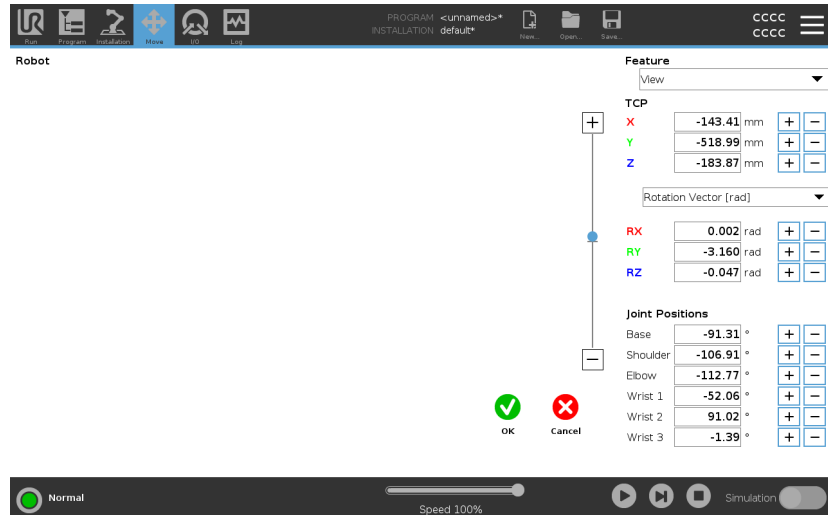 UR
Run Program Installation Move I/O Log
PROGRAM <unnamed>*
INSTALLATION default*
New... Open... Save...
CCCC
CCCC
Robot
Feature
View
TCP
X -143.41 mm + −
Y -518.99 mm + −
Z -183.87 mm + −
Rotation Vector [rad]
RX 0.002 rad + −
RY -3.160 rad + −
RZ -0.047 rad + −
Joint Positions
Base -91.31 ° + −
Shoulder -106.91 ° + −
Elbow -112.77 ° + −
Wrist 1 -52.06 ° + −
Wrist 2 91.02 ° + −
Wrist 3 -1.39 ° + −
+
−
OK Cancel
Normal
Speed 100%
Simulation